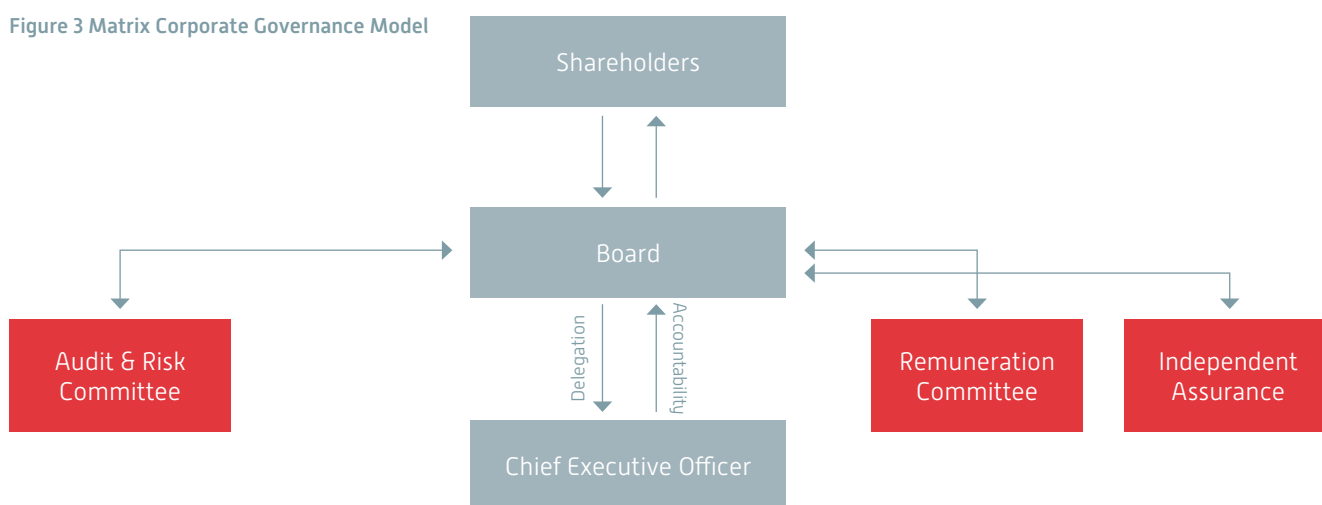 Figure 3 Matrix Corporate Governance Model
Shareholders
Board
Delegation
Accountability
Audit & Risk
Committee
Remuneration
Committee
Independent
Assurance
Chief Executive Officer